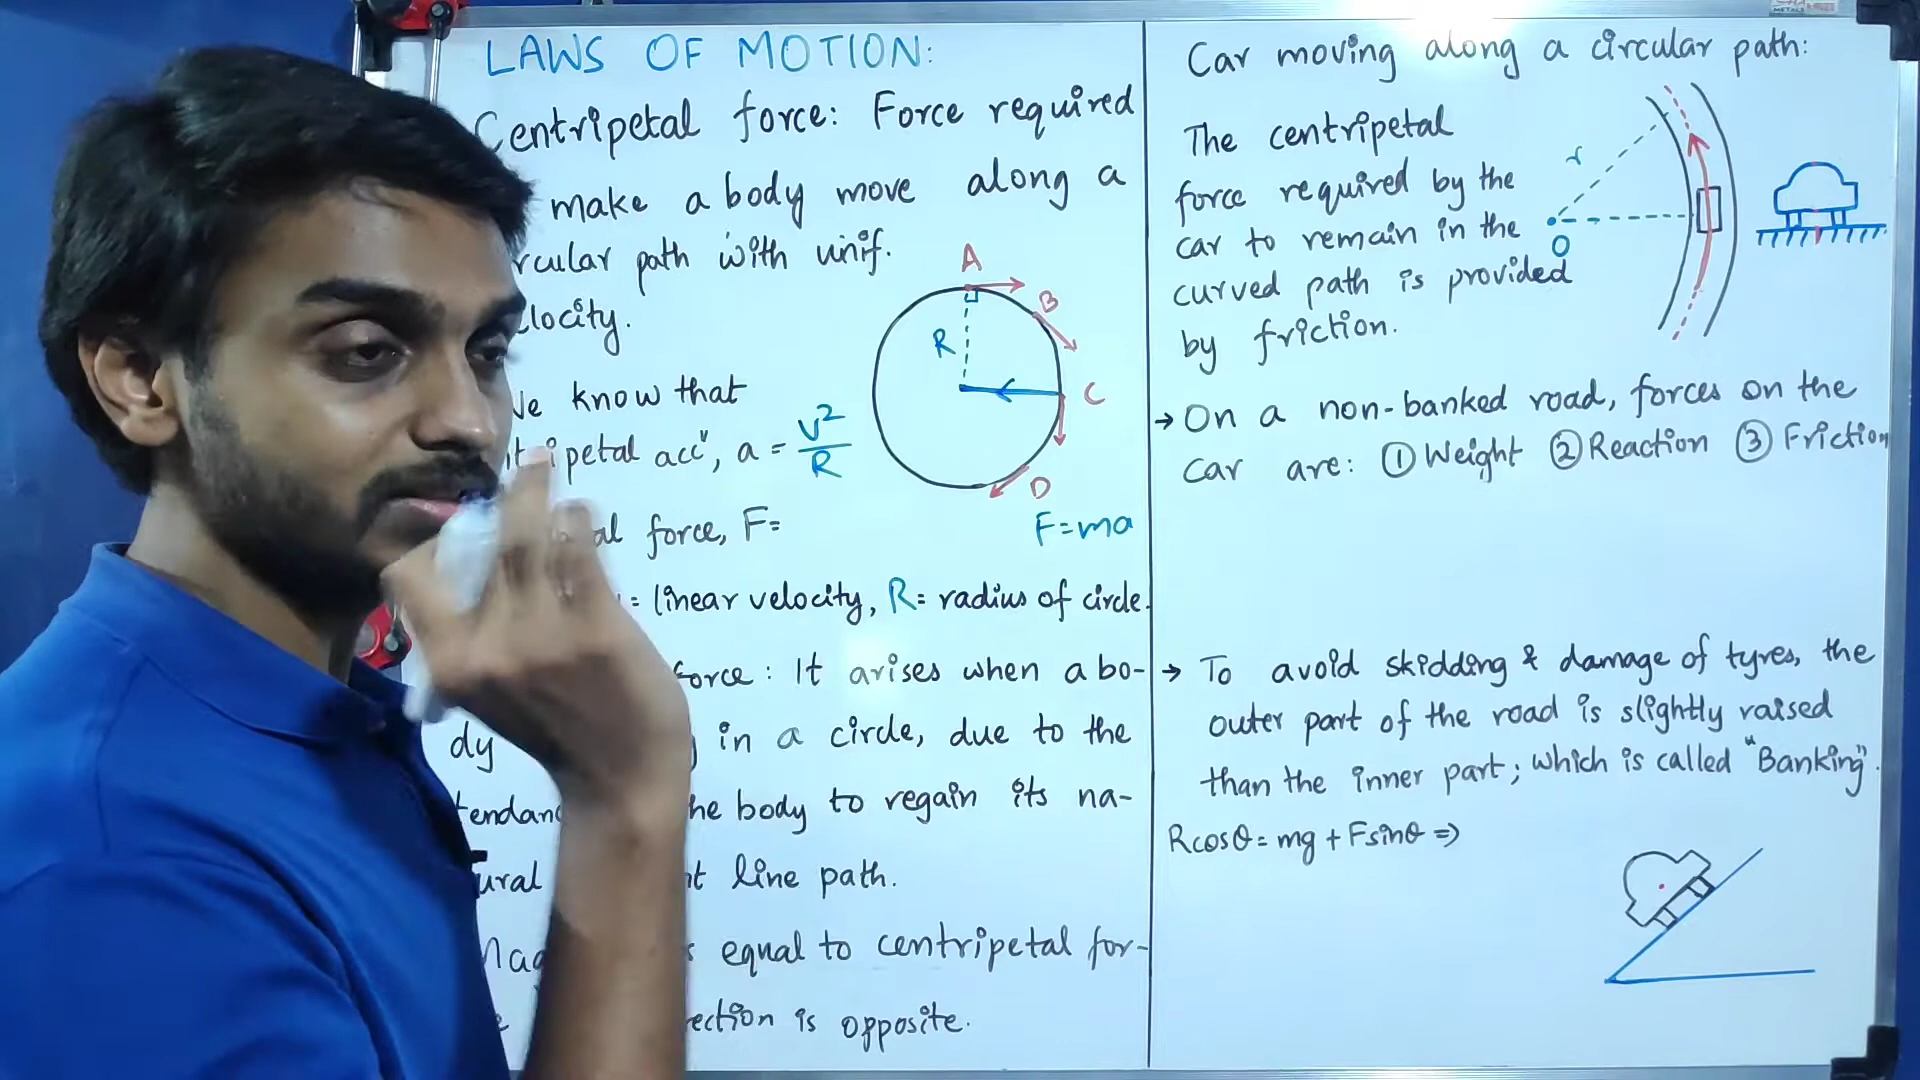 LAWS OF MOTION:
Centripetal force: Force required
make a body move along a
rcular path with unif.
locity.
A
B
R
C
D
know that
ipetal accⁿ, a = V²/R
al force, F=
F=ma
= linear velocity, R= radius of circle.
force: It arises when a bo-
dy in a circle, due to the
tendanc he body to regain its na-
tural line path.
Mag equal to centripetal for-
ection is opposite.
Car moving along a circular path:
The centripetal
force required by the
car to remain in the
curved path is provided
by friction.
r
O
→ On a non-banked road, forces on the
car are: ① Weight ② Reaction ③ Friction
→ To avoid skidding & damage of tyres, the
outer part of the road is slightly raised
than the inner part; which is called "Banking".
Rcosθ = mg + Fsinθ ⇒